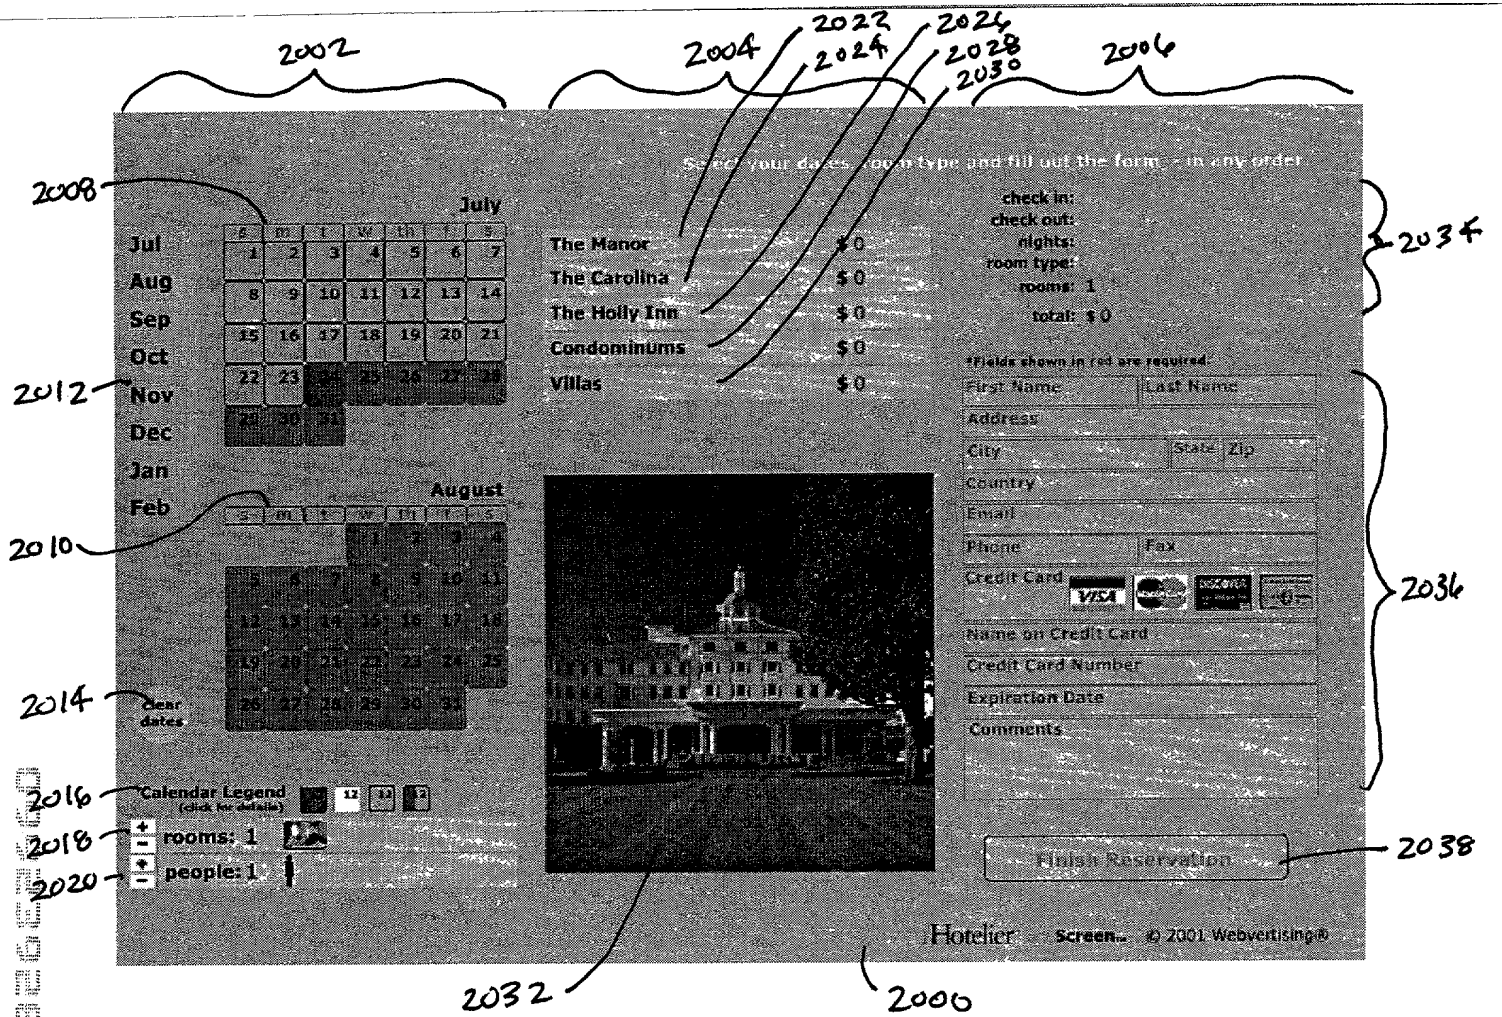 2002
2004
2022
2024
2026
2028
2030
2006
Select your dates, room type and fill out the form - in any order
2008
July
s m t w th f s
1 2 3 4 5 6 7
8 9 10 11 12 13 14
15 16 17 18 19 20 21
22 23 24 25 26 27 28
29 30 31
Jul
Aug
Sep
Oct
2012
Nov
Dec
Jan
Feb
August
2010
s m t w th f s
1 2 3 4
5 6 7 8 9 10 11
12 13 14 15 16 17 18
19 20 21 22 23 24 25
26 27 28 29 30 31
2014
clear
dates
2016
Calendar Legend
(click for details)
12 12 12
2018
+
-
rooms: 1
2020
+
-
people: 1
The Manor $ 0
The Carolina $ 0
The Holly Inn $ 0
Condominums $ 0
Villas $ 0
2032
check in:
check out:
nights:
room type:
rooms: 1
total: $ 0
2034
*Fields shown in red are required.
First Name Last Name
Address
City State Zip
Country
Email
Phone Fax
Credit Card VISA MasterCard DISCOVER
Name on Credit Card
Credit Card Number
Expiration Date
Comments
2036
Finish Reservation
2038
Hotelier Screen... © 2001 Webvertising®
2000